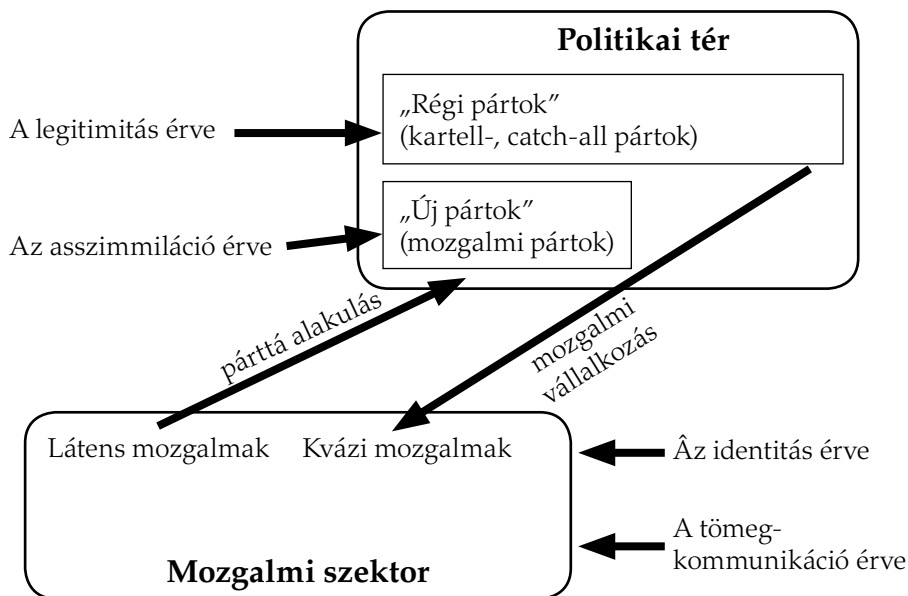 Politikai tér
A legitimitás érve
„Régi pártok”
(kartell-, catch-all pártok)
Az asszimmiláció érve
„Új pártok”
(mozgalmi pártok)
párttá alakulás
mozgalmi
vállalkozás
Látens mozgalmak
Kvázi mozgalmak
Âz identitás érve
A tömeg-
kommunikáció érve
Mozgalmi szektor